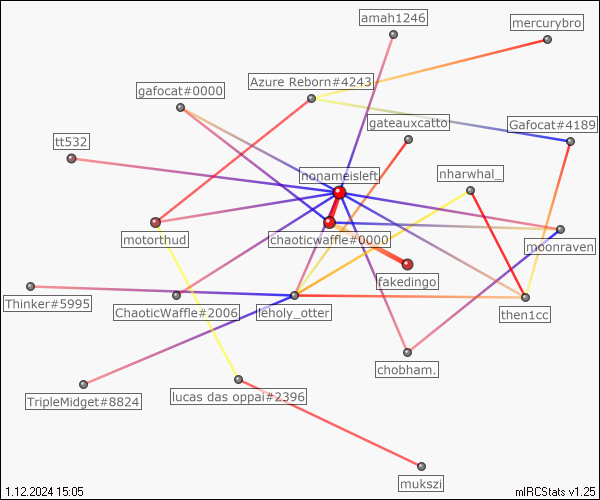 amah1246
mercurybro
Azure Reborn#4243
gafocat#0000
gateauxcatto
Gafocat#4189
tt532
nonameisleft
nharwhal_
motorthud
chaoticwaffle#0000
moonraven
fakedingo
Thinker#5995
ChaoticWaffle#2006
leholy_otter
then1cc
chobham.
TripleMidget#8824
lucas das oppai#2396
mukszi
1.12.2024 15:05
mIRCStats v1.25